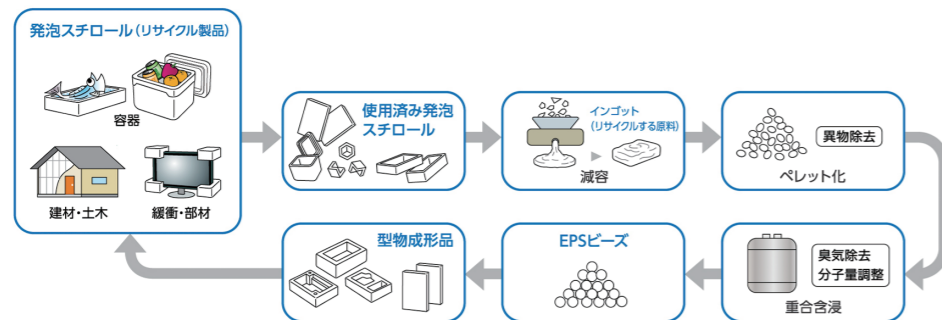 発泡スチロール(リサイクル製品)
容器
建材・土木
緩衝・部材
使用済み発泡
スチロール
インゴット
(リサイクルする原料)
減容
異物除去
ペレット化
臭気除去
分子量調整
重合含浸
EPSビーズ
型物成形品